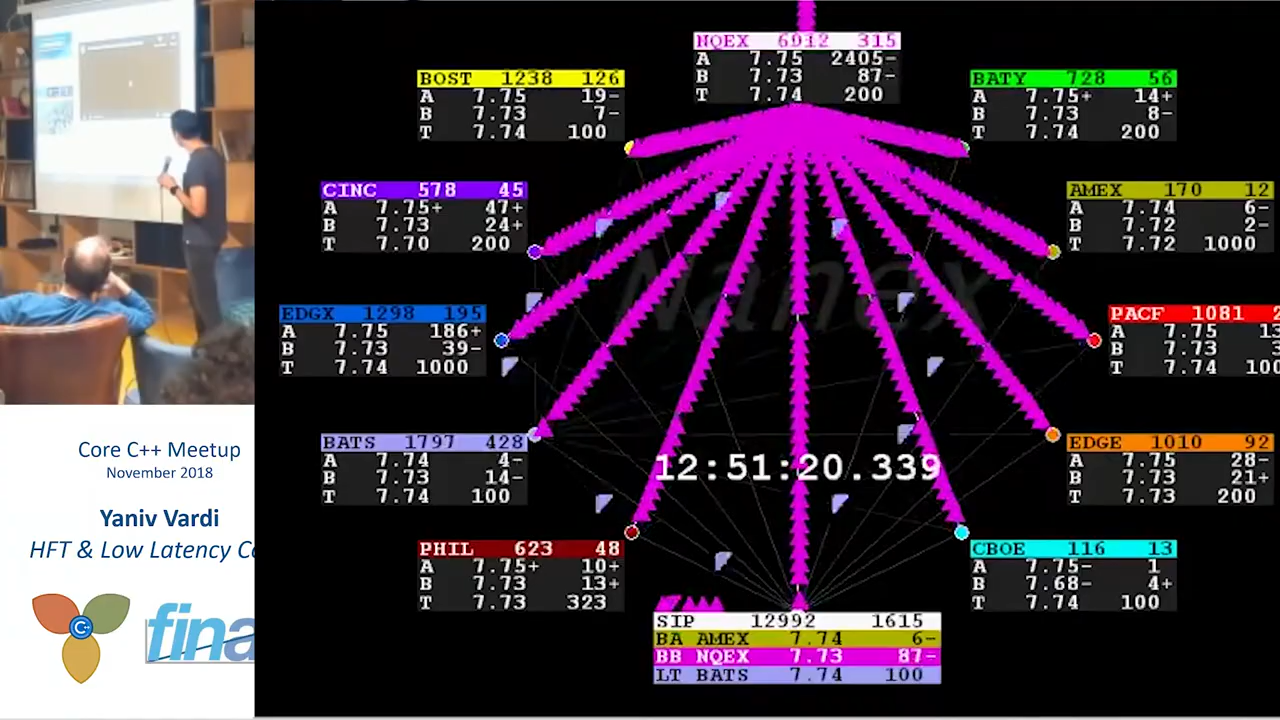 NQEX 6912 315
A 7.75 2405-
B 7.73 87-
T 7.74 200
BOST 1238 126
A 7.75 19-
B 7.73 7-
T 7.74 100
BATY 728 56
A 7.75+ 14+
B 7.73 8-
T 7.74 200
CINC 578 45
A 7.75+ 47+
B 7.73 24+
T 7.70 200
AMEX 170 12
A 7.74 6-
B 7.72 2-
T 7.72 1000
Nanex
EDGX 1298 195
A 7.75 186+
B 7.73 39-
T 7.74 1000
PACF 1081 2
A 7.75 13
B 7.73 3
T 7.74 100
BATS 1797 428
A 7.74 4-
B 7.73 14-
T 7.74 100
12:51:20.339
EDGE 1010 92
A 7.75 28-
B 7.73 21+
T 7.73 200
PHIL 623 48
A 7.75+ 10+
B 7.73 13+
T 7.73 323
CBOE 116 13
A 7.75- 1
B 7.68- 4+
T 7.74 100
SIP 12992 1615
BA AMEX 7.74 6-
BB NQEX 7.73 87-
LT BATS 7.74 100
Core C++ Meetup
November 2018
Yaniv Vardi
HFT & Low Latency Co
C++
fina